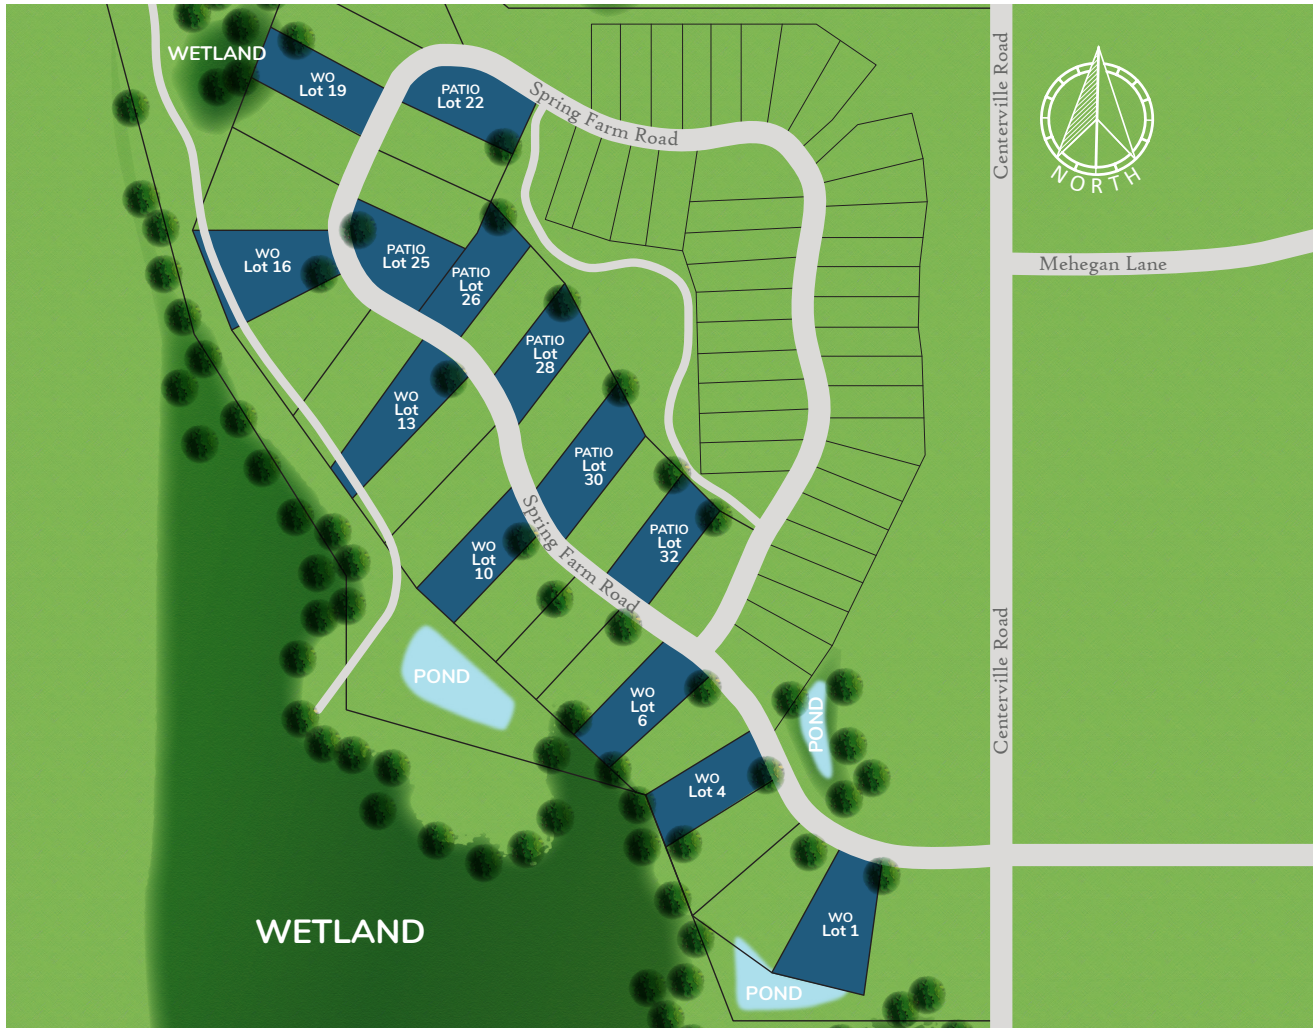 WETLAND
WO
Lot 19
PATIO
Lot 22
Spring Farm Road
Centerville Road
NORTH
WO
Lot 16
PATIO
Lot 25
PATIO
Lot
26
Mehegan Lane
PATIO
Lot
28
WO
Lot
13
PATIO
Lot
30
WO
Lot
10
Spring Farm Road
PATIO
Lot
32
POND
WO
Lot
6
POND
Centerville Road
WO
Lot 4
WETLAND
WO
Lot 1
POND